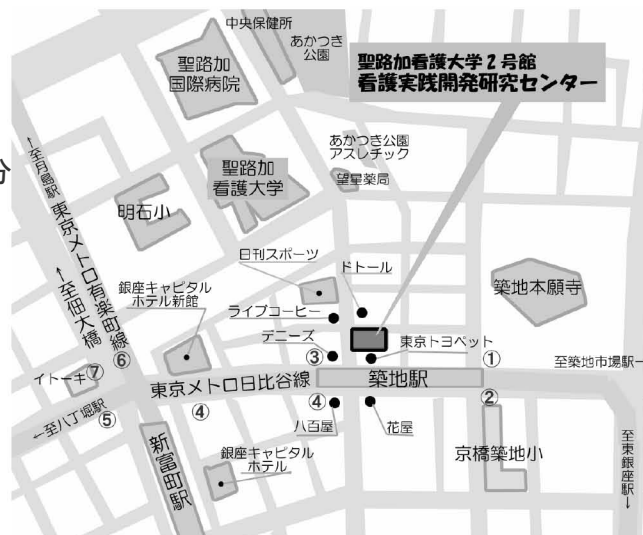 中央保健所
あかつき
公園
聖路加
国際病院
聖路加看護大学2号館
看護実践開発研究センター
分
←至月島駅
東京メトロ有楽町線
←至佃大橋
聖路加
看護大学
あかつき公園
アスレチック
望星薬局
明石小
日刊スポーツ
ドトール
銀座キャピタル
ホテル新館
ライブコーヒー
築地本願寺
デニーズ
東京トヨペット
③
①
⑥
イトーキ⑦
東京メトロ日比谷線
築地駅
至築地市場駅→
④
④
②
←至八丁堀駅
⑤
八百屋
花屋
新富町駅
銀座キャピタル
ホテル
京橋築地小
至東銀座駅→